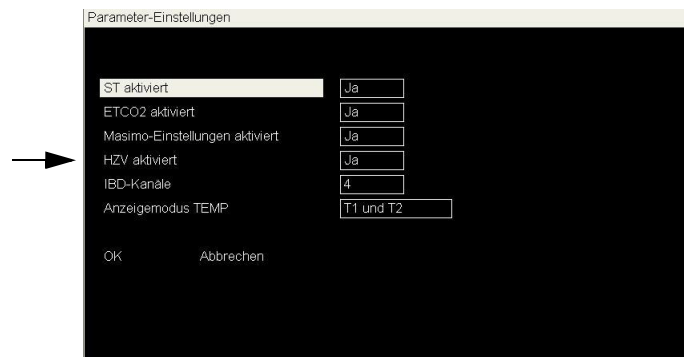 Parameter-Einstellungen
ST aktiviert Ja
ETCO2 aktiviert Ja
Masimo-Einstellungen aktiviert Ja
HZV aktiviert Ja
IBD-Kanäle 4
Anzeigemodus TEMP T1 und T2
OK Abbrechen